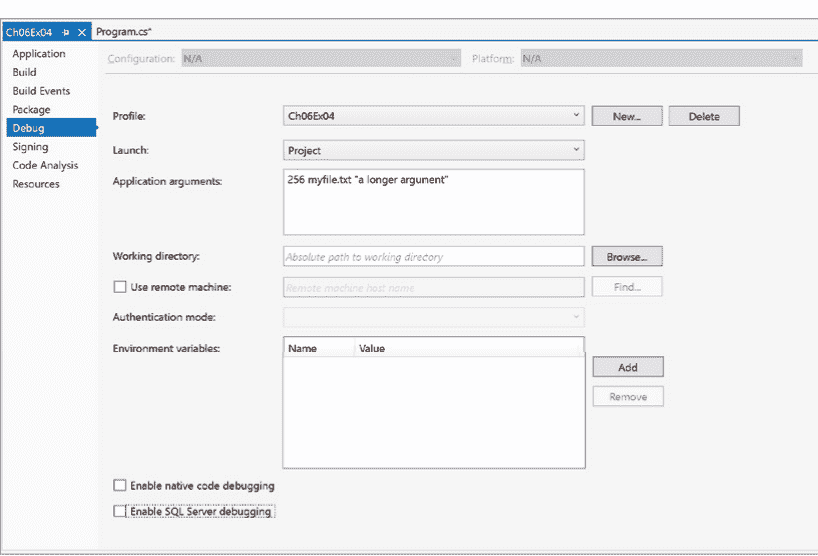 Ch06Ex04 Program.cs*
Application
Build
Build Events
Package
Debug
Signing
Code Analysis
Resources
Configuration: N/A Platform: N/A
Profile: Ch06Ex04 New... Delete
Launch: Project
Application arguments: 256 myfile.txt "a longer argument"
Working directory: Absolute path to working direcory Browse...
Use remote machine: Remote machine host name Find...
Authentication mode:
Environment variables: Name Value
Add
Remove
Enable native code debugging
Enable SQL Server debugging